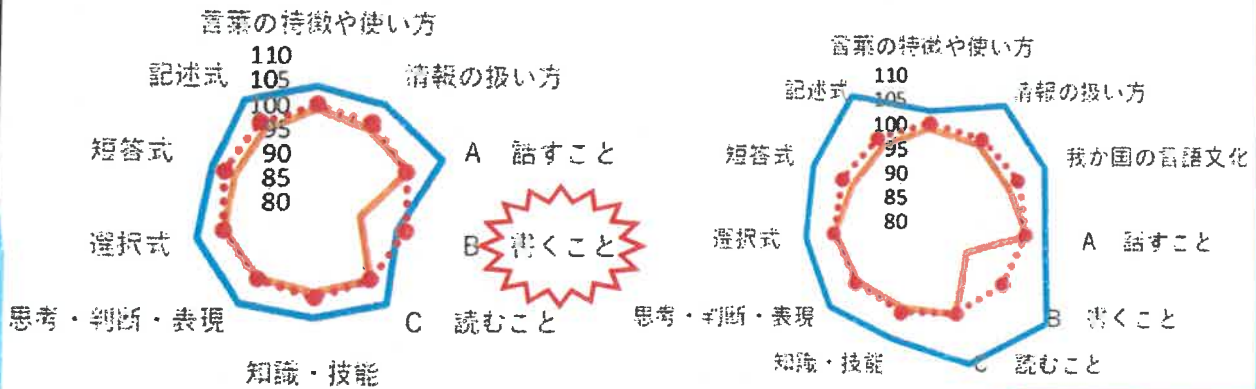 言葉の特徴や使い方
110
記述式
105
情報の扱い方
100
95
短答式
90
A 話すこと
85
80
選択式
B 書くこと
思考・判断・表現
C 読むこと
知識・技能
言葉の特徴や使い方
110
記述式
105
情報の扱い方
100
短答式
95
我が国の言語文化
90
85
80
選択式
A 話すこと
思考・判断・表現
B 書くこと
知識・技能
C 読むこと